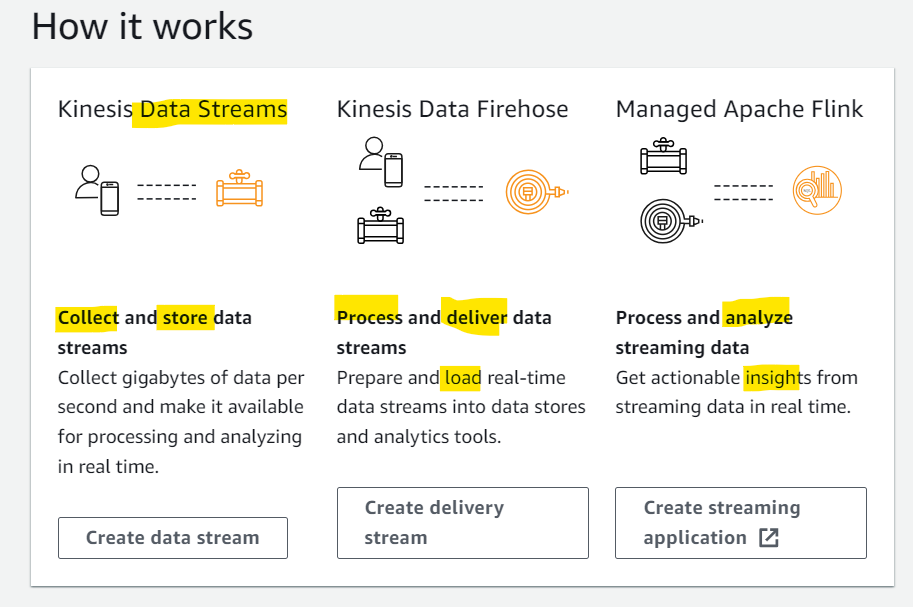 How it works
Kinesis Data Streams
Collect and store data
streams
Collect gigabytes of data per
second and make it available
for processing and analyzing
in real time.
Create data stream
Kinesis Data Firehose
Process and deliver data
streams
Prepare and load real-time
data streams into data stores
and analytics tools.
Create delivery
stream
Managed Apache Flink
Process and analyze
streaming data
Get actionable insights from
streaming data in real time.
Create streaming
application